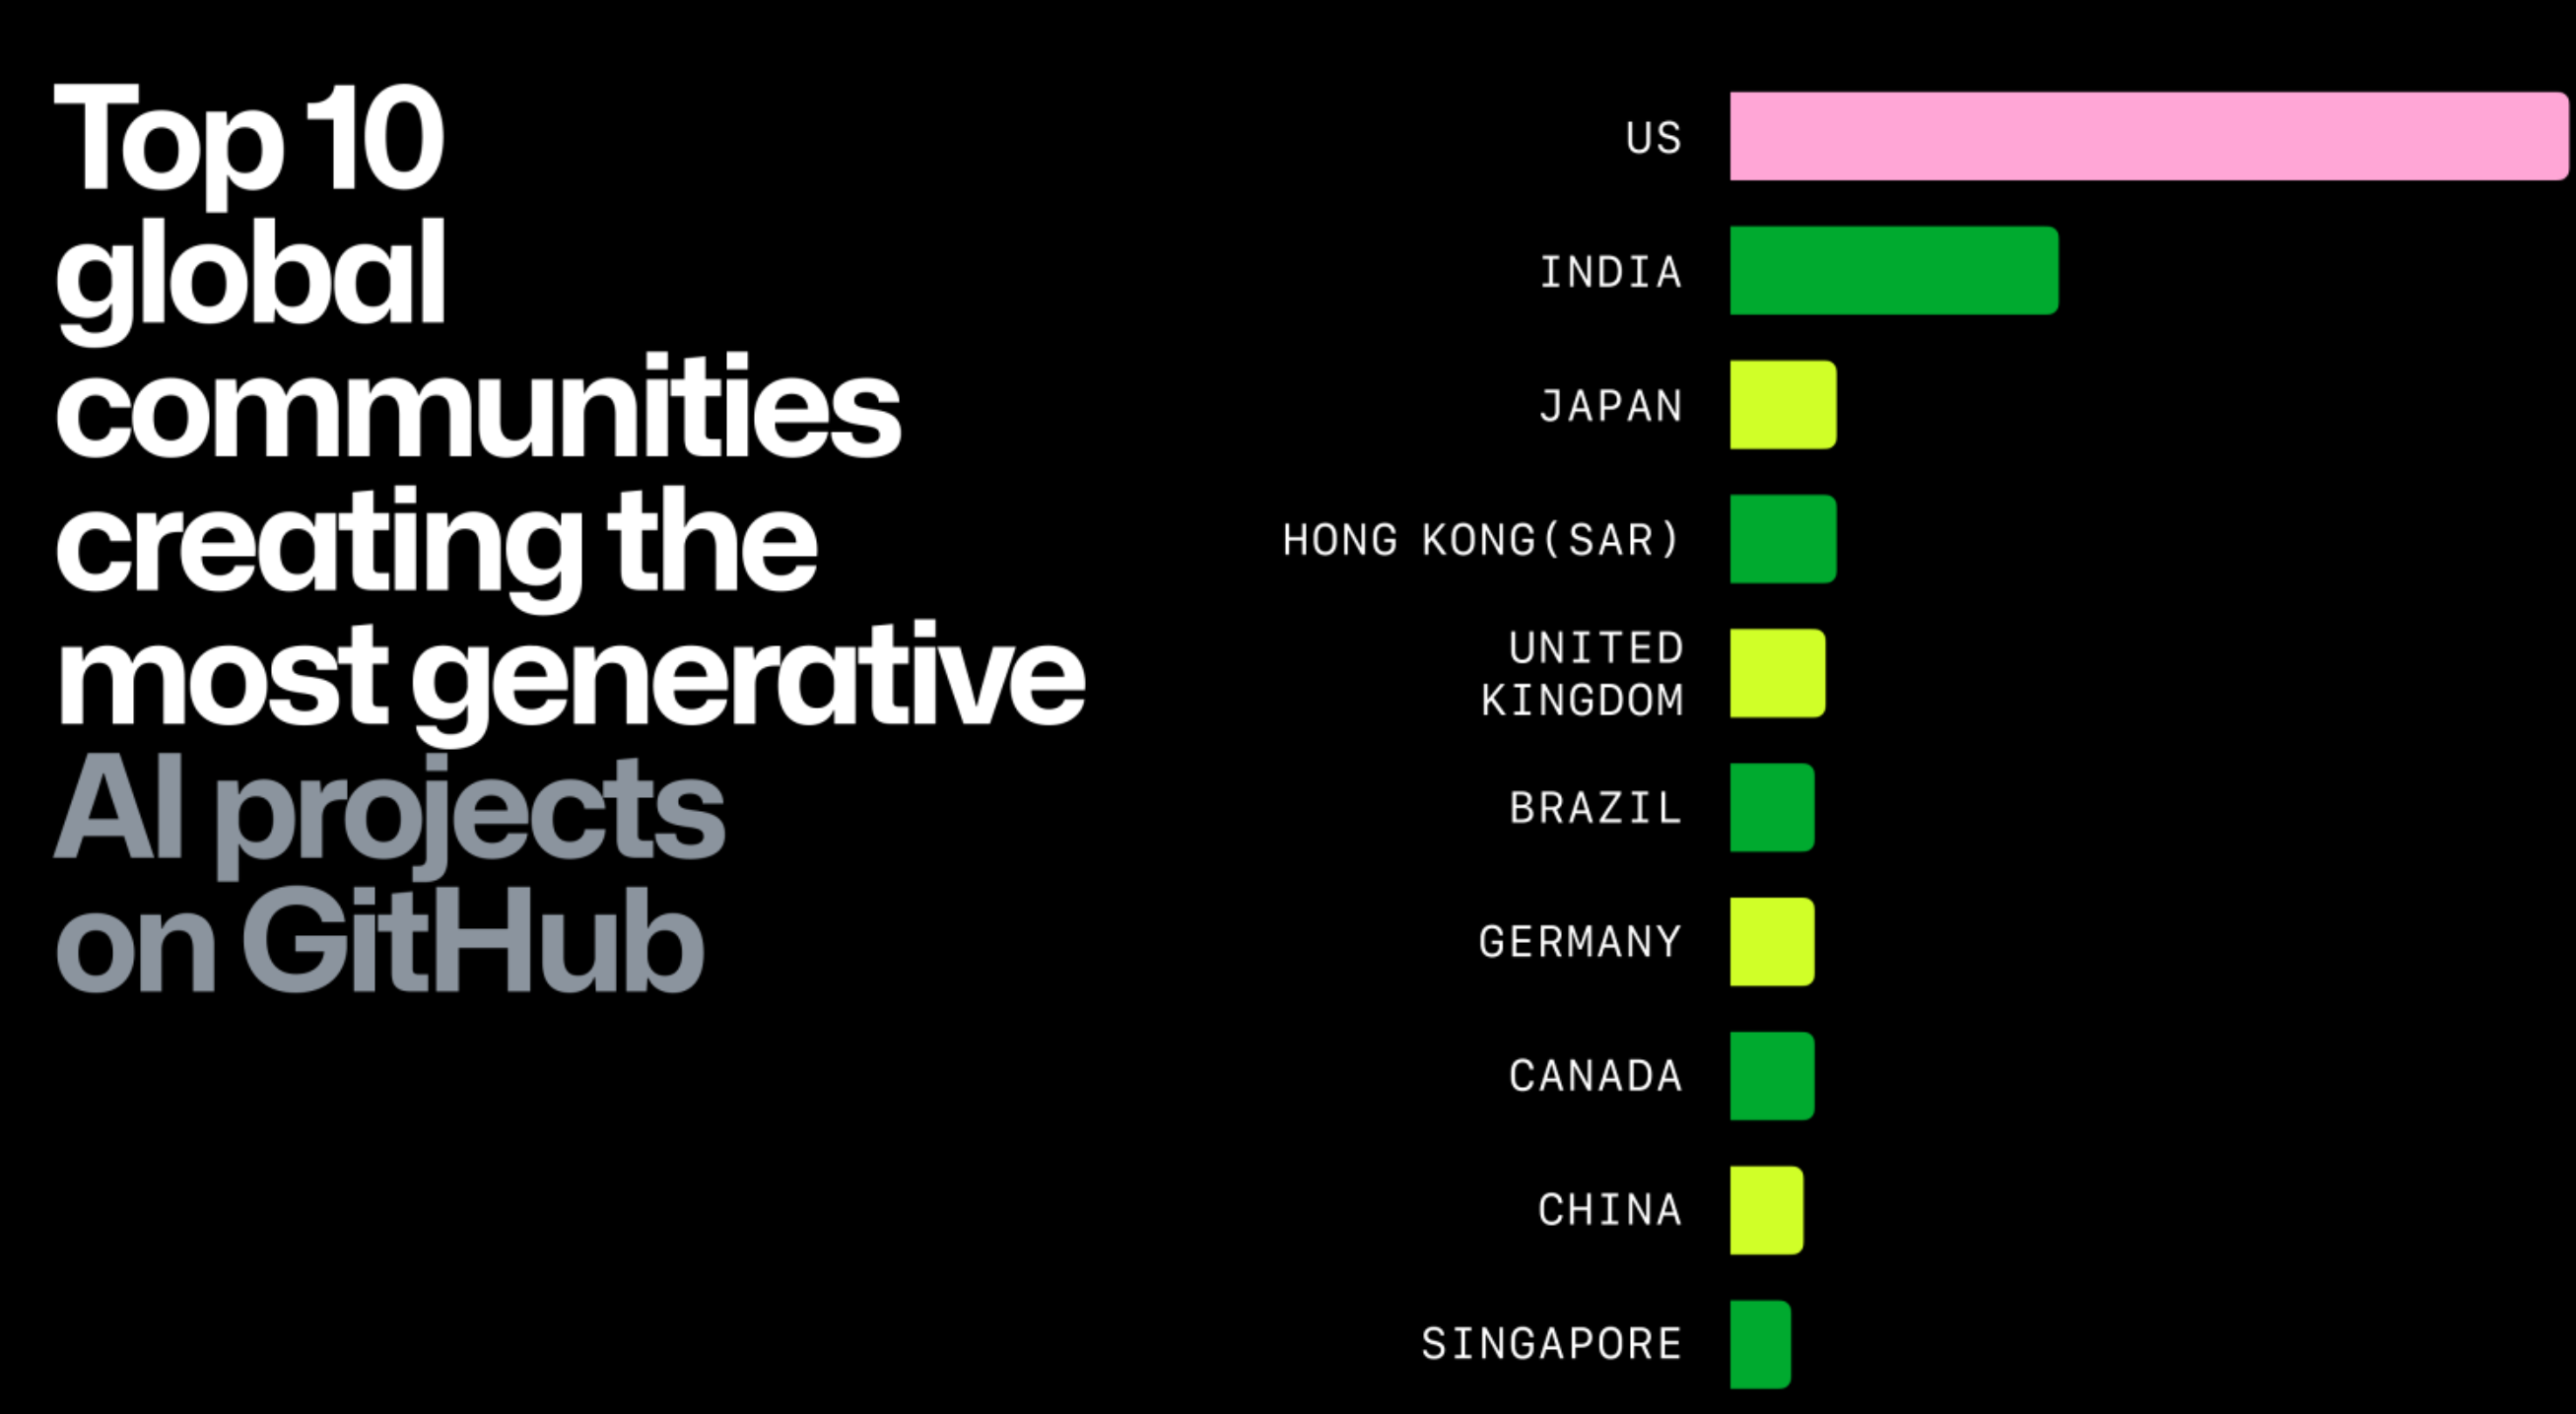 Top 10
global
communities
creating the
most generative
AI projects
on GitHub
US
INDIA
JAPAN
HONG KONG(SAR)
UNITED
KINGDOM
BRAZIL
GERMANY
CANADA
CHINA
SINGAPORE